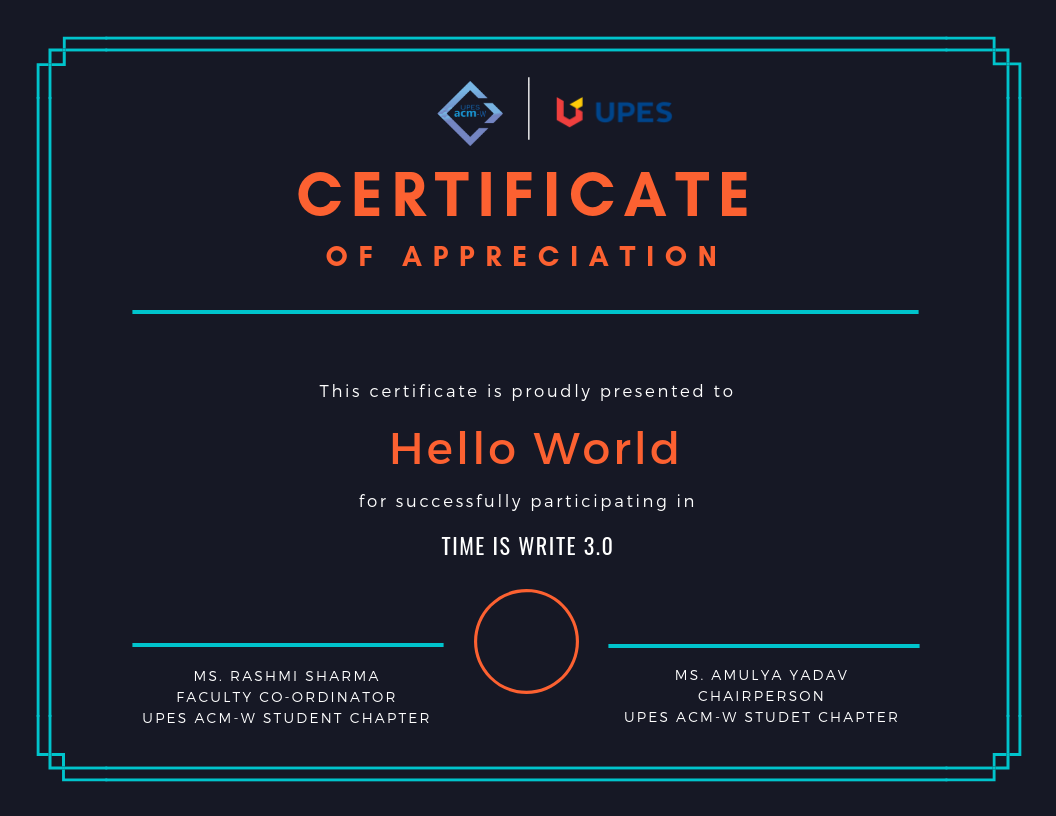 UPES
acm-W
UPES
CERTIFICATE
OF APPRECIATION
This certificate is proudly presented to
Hello World
for successfully participating in
TIME IS WRITE 3.0
MS. RASHMI SHARMA
FACULTY CO-ORDINATOR
UPES ACM-W STUDENT CHAPTER
MS. AMULYA YADAV
CHAIRPERSON
UPES ACM-W STUDET CHAPTER